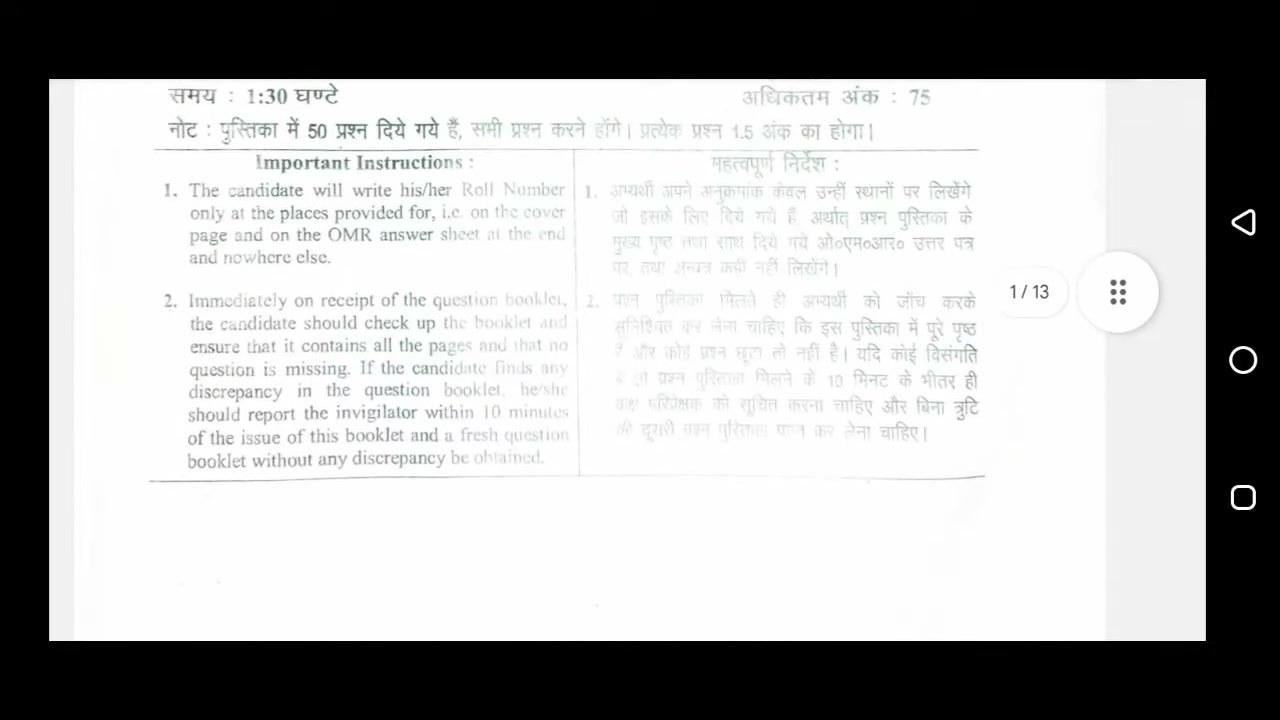 समय : 1:30 घण्टे
अधिकतम अंक : 75
नोट : पुस्तिका में 50 प्रश्न दिये गये हैं, सभी प्रश्न करने होंगे। प्रत्येक प्रश्न 1.5 अंक का होगा।
Important Instructions :
1. The candidate will write his/her Roll Number
only at the places provided for, i.e. on the cover
page and on the OMR answer sheet at the end
and nowhere else.
2. Immediately on receipt of the question booklet,
the candidate should check up the booklet and
ensure that it contains all the pages and that no
question is missing. If the candidate finds any
discrepancy in the question booklet, he/she
should report the invigilator within 10 minutes
of the issue of this booklet and a fresh question
booklet without any discrepancy be obtained.
महत्वपूर्ण निर्देश :
1. अभ्यर्थी अपने अनुक्रमांक केवल उन्हीं स्थानों पर लिखेंगे
जो इसके लिए दिये गये हैं, अर्थात् प्रश्न पुस्तिका के
मुख्य पृष्ठ तथा साथ दिये गये ओ०एम०आर० उत्तर पत्र
पर, तथा अन्यत्र कहीं नहीं लिखेंगे।
2. प्रश्न पुस्तिका मिलते ही अभ्यर्थी को जाँच करके
सुनिश्चित कर लेना चाहिए कि इस पुस्तिका में पूरे पृष्ठ
हैं और कोई प्रश्न छूटा तो नहीं है। यदि कोई विसंगति
है तो प्रश्न पुस्तिका मिलने के 10 मिनट के भीतर ही
कक्ष परिप्रेक्षक को सूचित करना चाहिए और बिना त्रुटि
की दूसरी प्रश्न पुस्तिका प्राप्त कर लेना चाहिए।
1 / 13